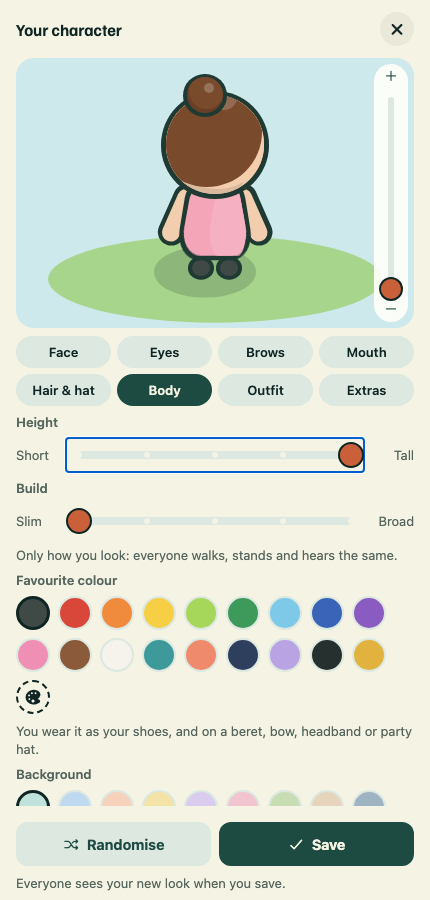 Your character
Face
Eyes
Brows
Mouth
Hair & hat
Body
Outfit
Extras
Height
Short
Tall
Build
Slim
Broad
Only how you look: everyone walks, stands and hears the same.
Favourite colour
You wear it as your shoes, and on a beret, bow, headband or party
hat.
Background
Randomise
Save
Everyone sees your new look when you save.